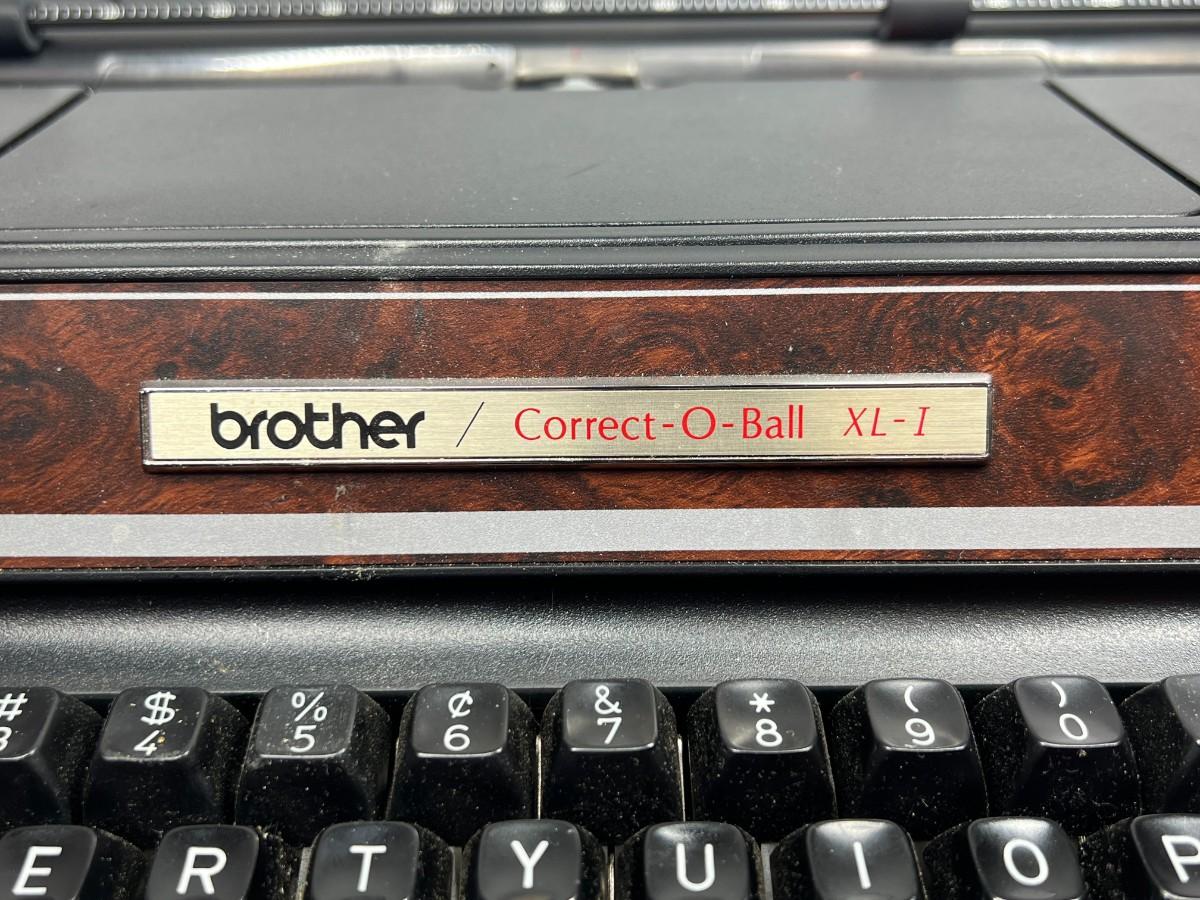 brother / Correct-O-Ball XL-I
# $ % ¢ & * ( )
3 4 5 6 7 8 9 0
E R T Y U I O P